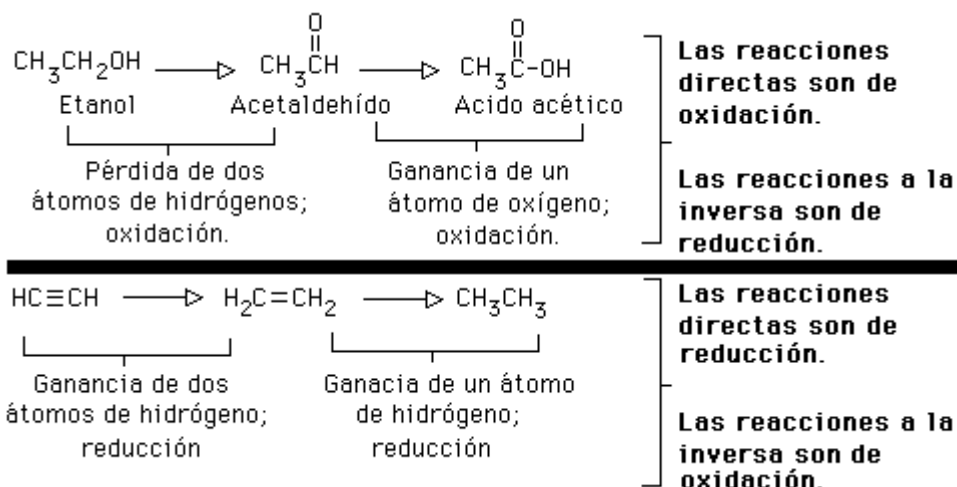 CH3CH2OH → CH3CH → CH3C-OH
O
O
Etanol
Acetaldehído
Acido acético
Pérdida de dos
átomos de hidrógenos;
oxidación.
Ganancia de un
átomo de oxígeno;
oxidación.
Las reacciones
directas son de
oxidación.
Las reacciones a la
inversa son de
reducción.
HC≡CH → H2C=CH2 → CH3CH3
Ganancia de dos
átomos de hidrógeno;
reducción
Ganacia de un átomo
de hidrógeno;
reducción
Las reacciones
directas son de
reducción.
Las reacciones a la
inversa son de
oxidación.